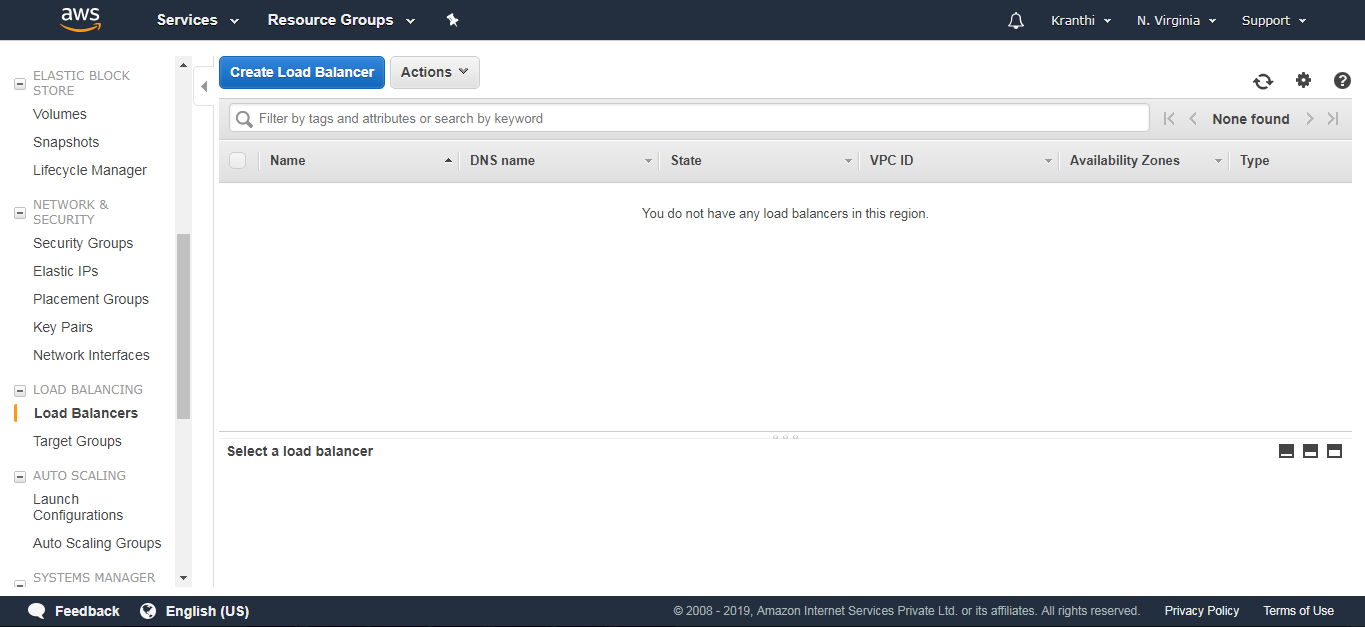 aws Services Resource Groups Kranthi N. Virginia Support
ELASTIC BLOCK
STORE
Volumes
Snapshots
Lifecycle Manager
NETWORK &
SECURITY
Security Groups
Elastic IPs
Placement Groups
Key Pairs
Network Interfaces
LOAD BALANCING
Load Balancers
Target Groups
AUTO SCALING
Launch
Configurations
Auto Scaling Groups
SYSTEMS MANAGER
Create Load Balancer Actions
Filter by tags and attributes or search by keyword None found
Name DNS name State VPC ID Availability Zones Type
You do not have any load balancers in this region.
Select a load balancer
Feedback English (US) © 2008 - 2019, Amazon Internet Services Private Ltd. or its affiliates. All rights reserved. Privacy Policy Terms of Use